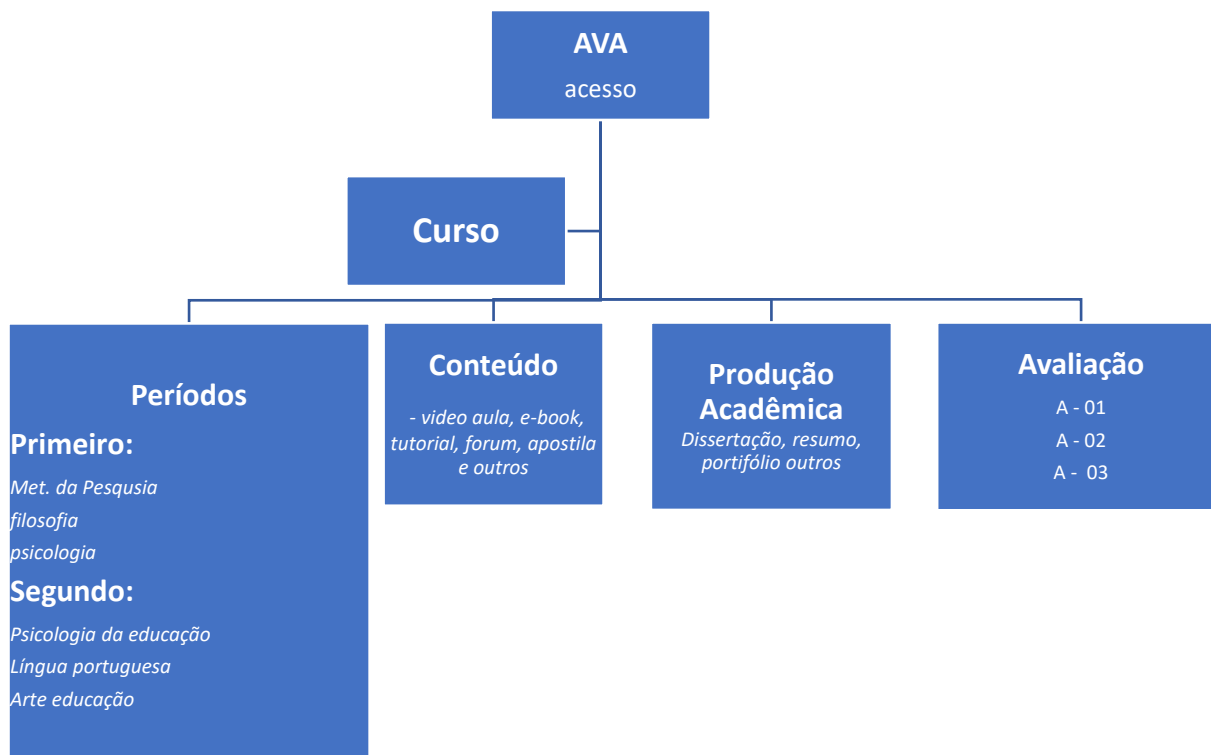 AVA
acesso
Curso
Períodos
Primeiro:
Met. da Pesqusia
filosofia
psicologia
Segundo:
Psicologia da educação
Língua portuguesa
Arte educação
Conteúdo
- video aula, e-book,
tutorial, forum, apostila
e outros
Produção
Acadêmica
Dissertação, resumo,
portifólio outros
Avaliação
A - 01
A - 02
A -  03